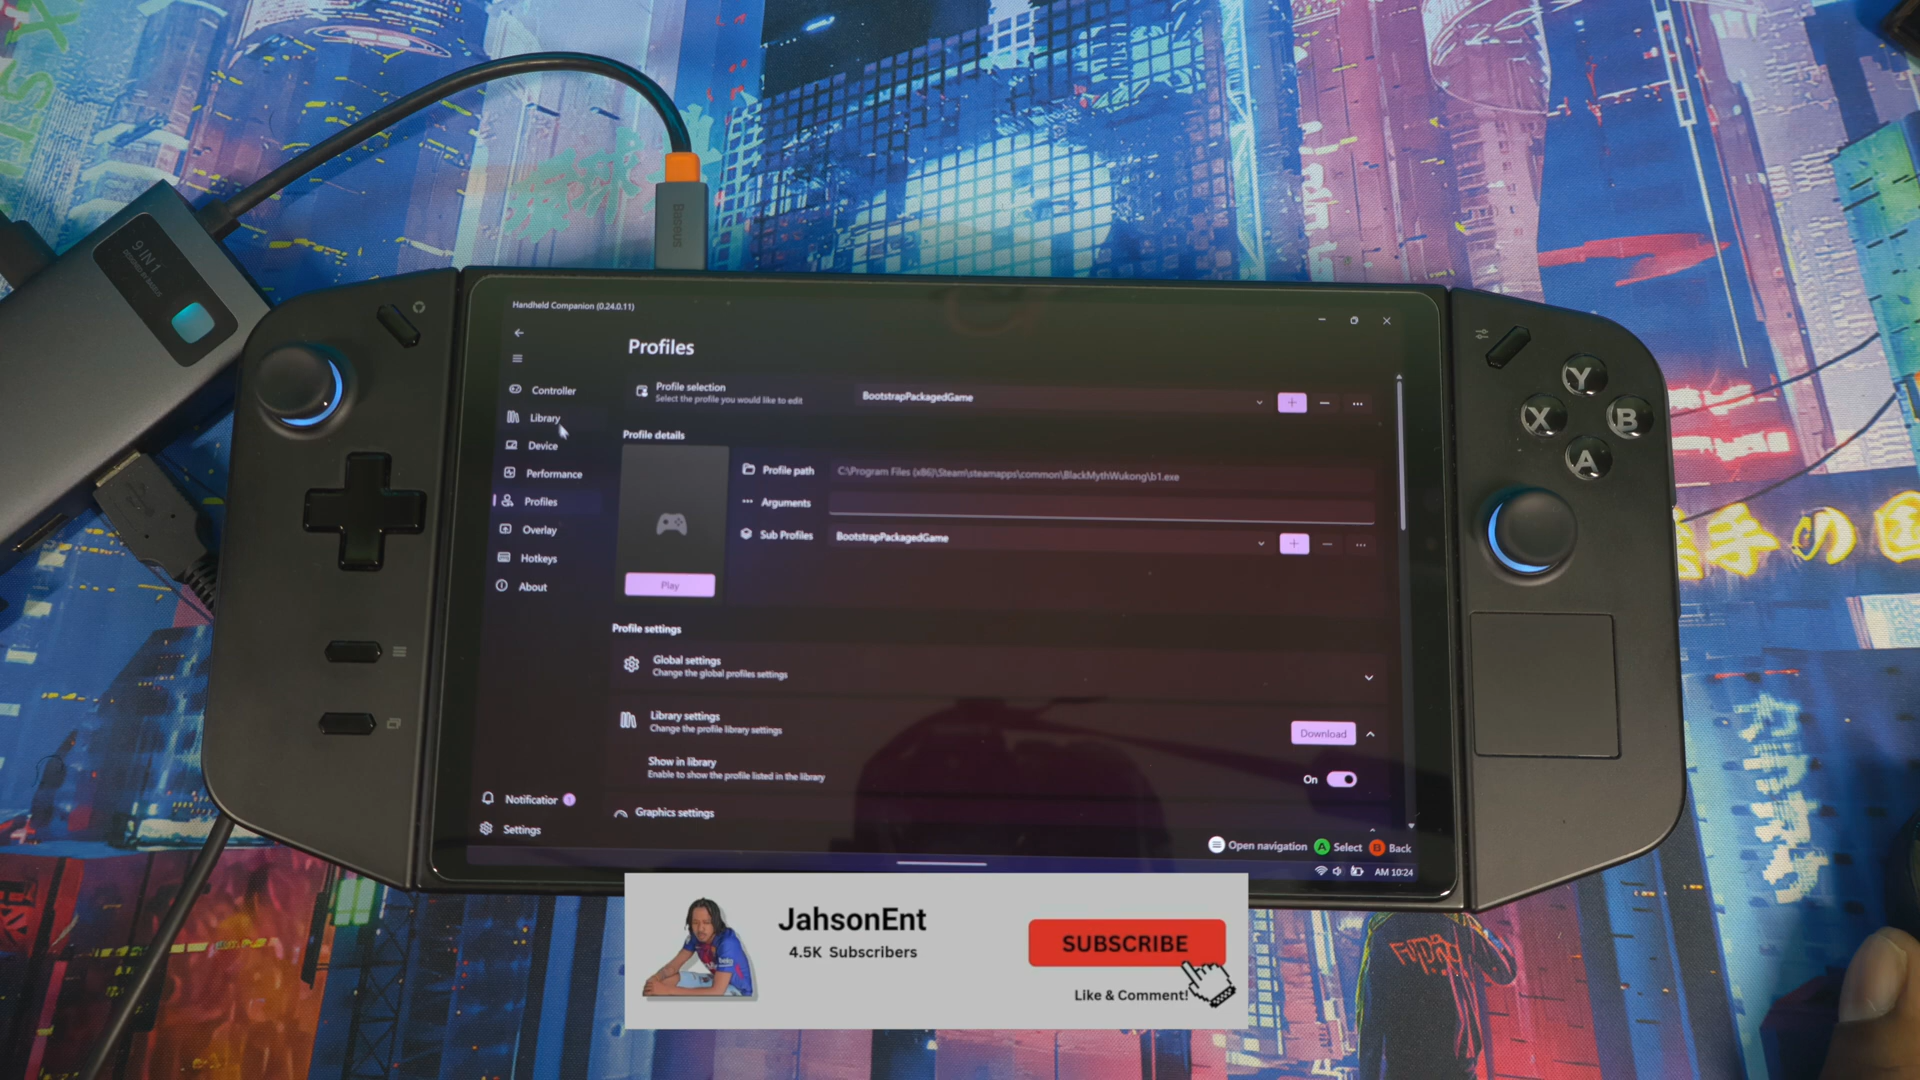 9 IN 1
Baseus
Handheld Companion (0.24.0.11)
Profiles
Controller
Library
Device
Performance
Profiles
Overlay
Hotkeys
About
Notification 1
Settings
Profile selection
Select the profile you would like to edit
BootstrapPackagedGame
Profile details
Profile path
C:\Program Files (x86)\Steam\steamapps\common\BlackMythWukong\b1.exe
Arguments
Sub Profiles
BootstrapPackagedGame
Play
Profile settings
Global settings
Change the global profiles settings
Library settings
Change the profile library settings
Download
Show in library
Enable to show the profile listed in the library
On
Graphics settings
Open navigation
A Select
B Back
AM 10:24
Y
X
B
A
手の国
JahsonEnt
4.5K Subscribers
SUBSCRIBE
Like & Comment!